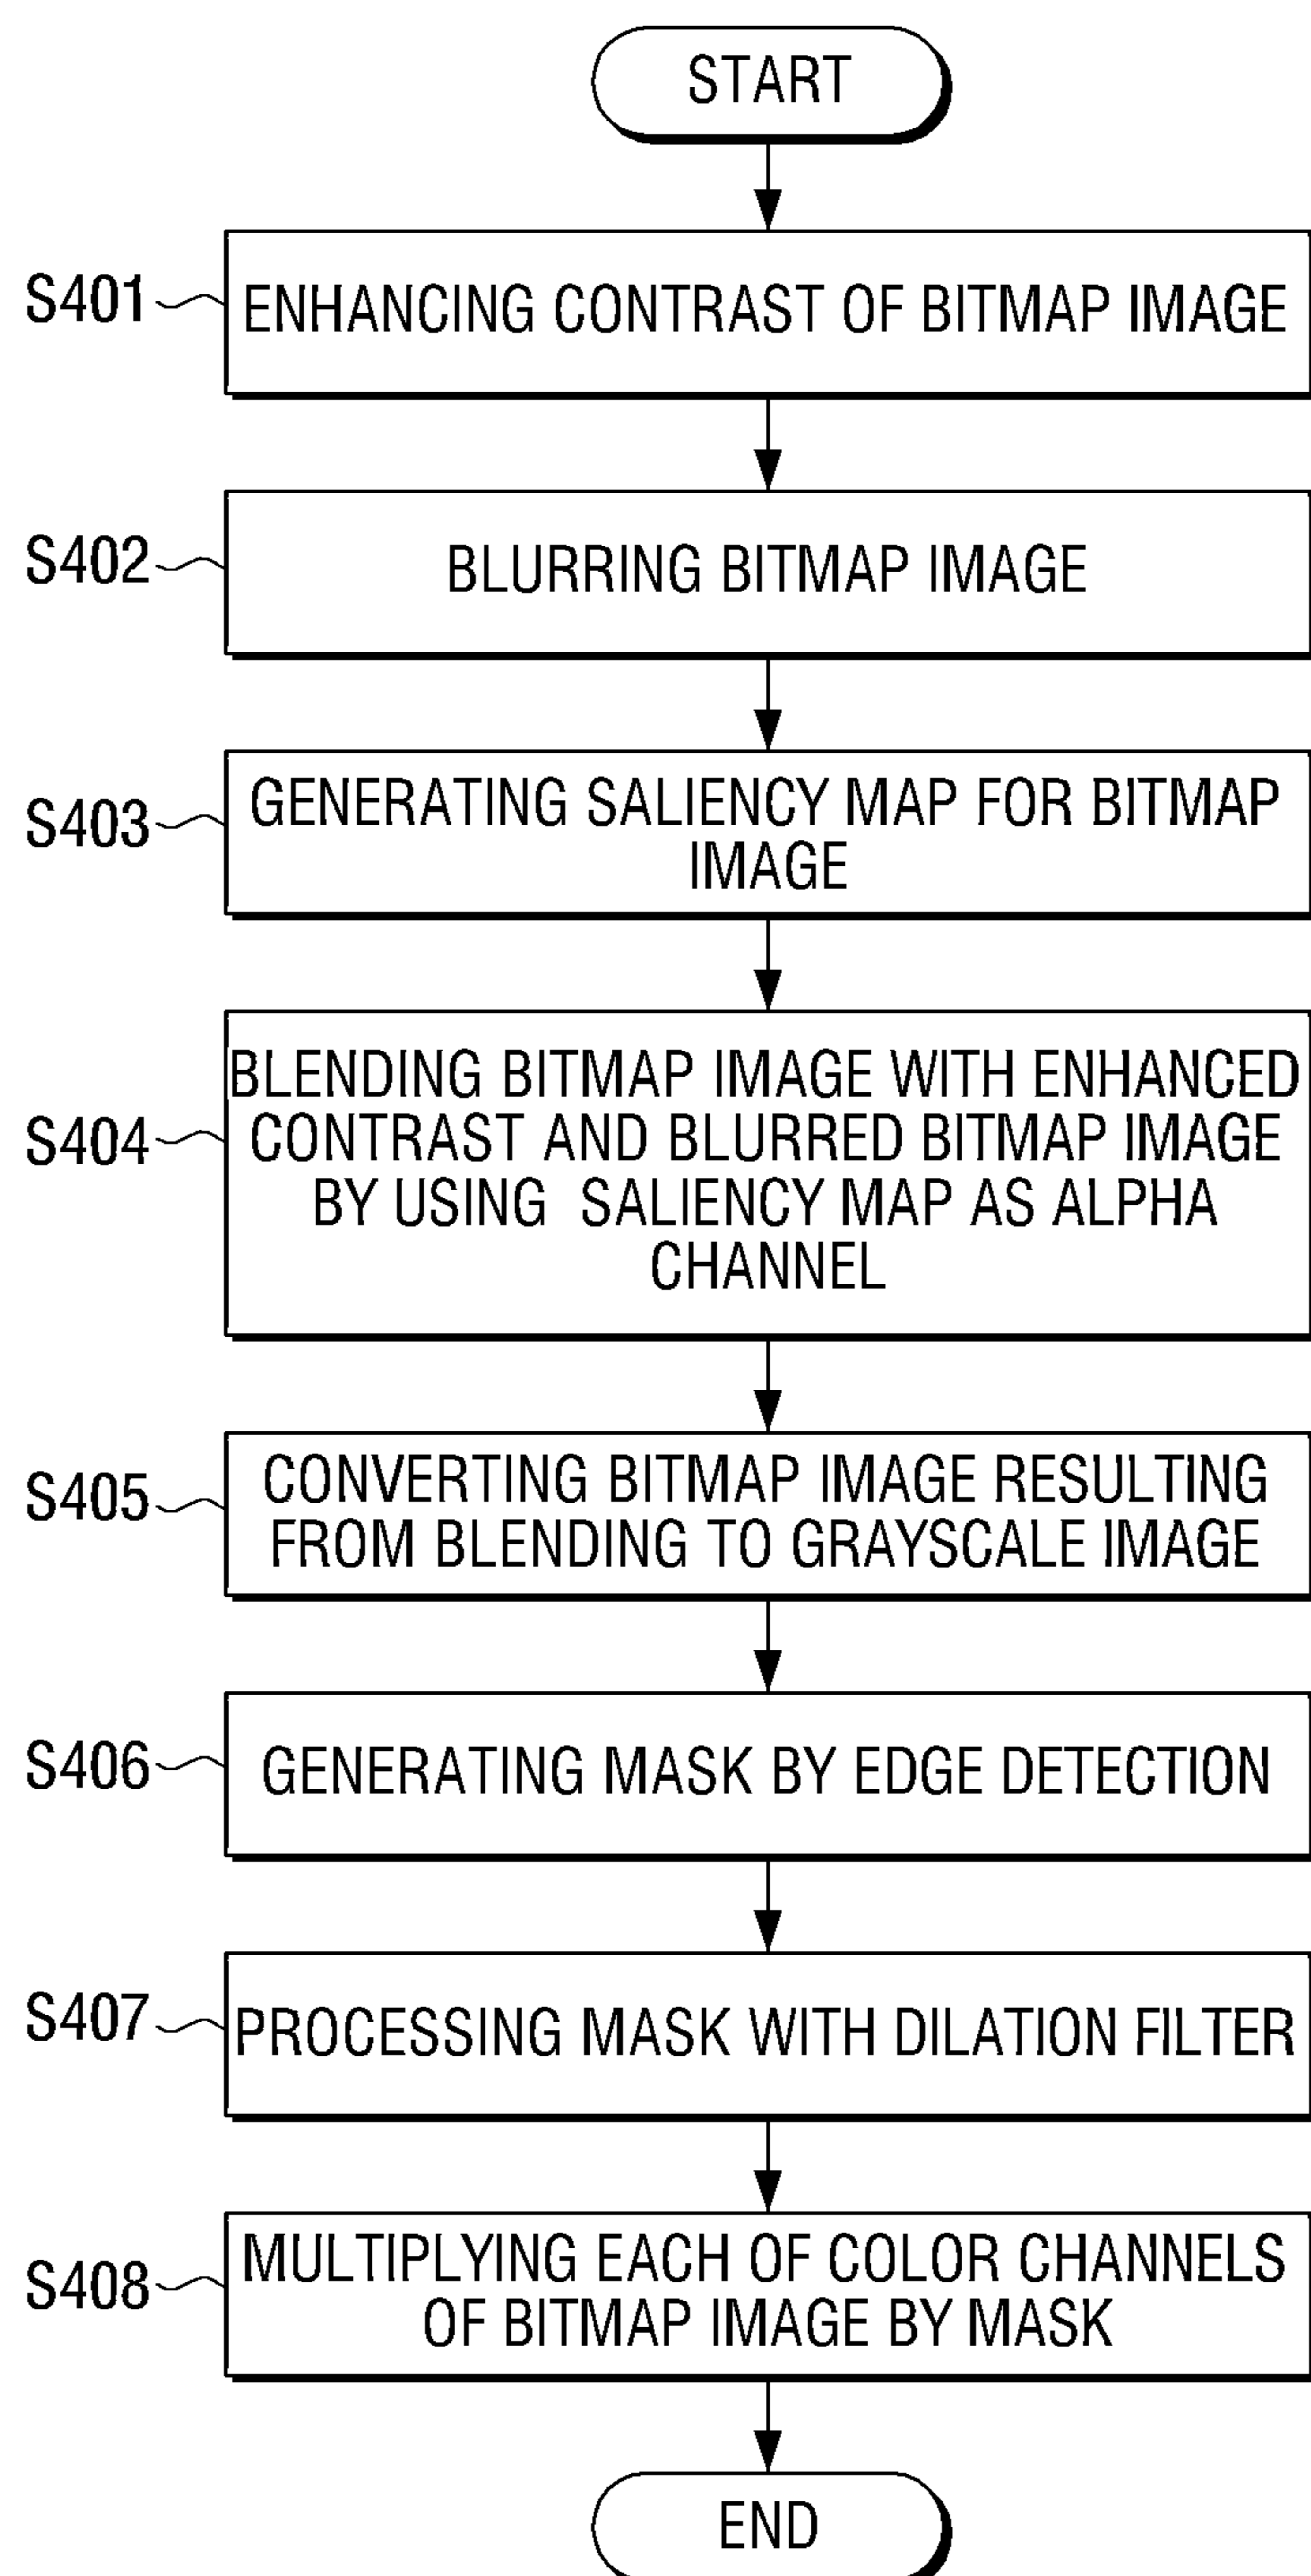 START
S401
ENHANCING CONTRAST OF BITMAP IMAGE
S402
BLURRING BITMAP IMAGE
S403
GENERATING SALIENCY MAP FOR BITMAP
IMAGE
S404
BLENDING BITMAP IMAGE WITH ENHANCED
CONTRAST AND BLURRED BITMAP IMAGE
BY USING SALIENCY MAP AS ALPHA
CHANNEL
S405
CONVERTING BITMAP IMAGE RESULTING
FROM BLENDING TO GRAYSCALE IMAGE
S406
GENERATING MASK BY EDGE DETECTION
S407
PROCESSING MASK WITH DILATION FILTER
S408
MULTIPLYING EACH OF COLOR CHANNELS
OF BITMAP IMAGE BY MASK
END